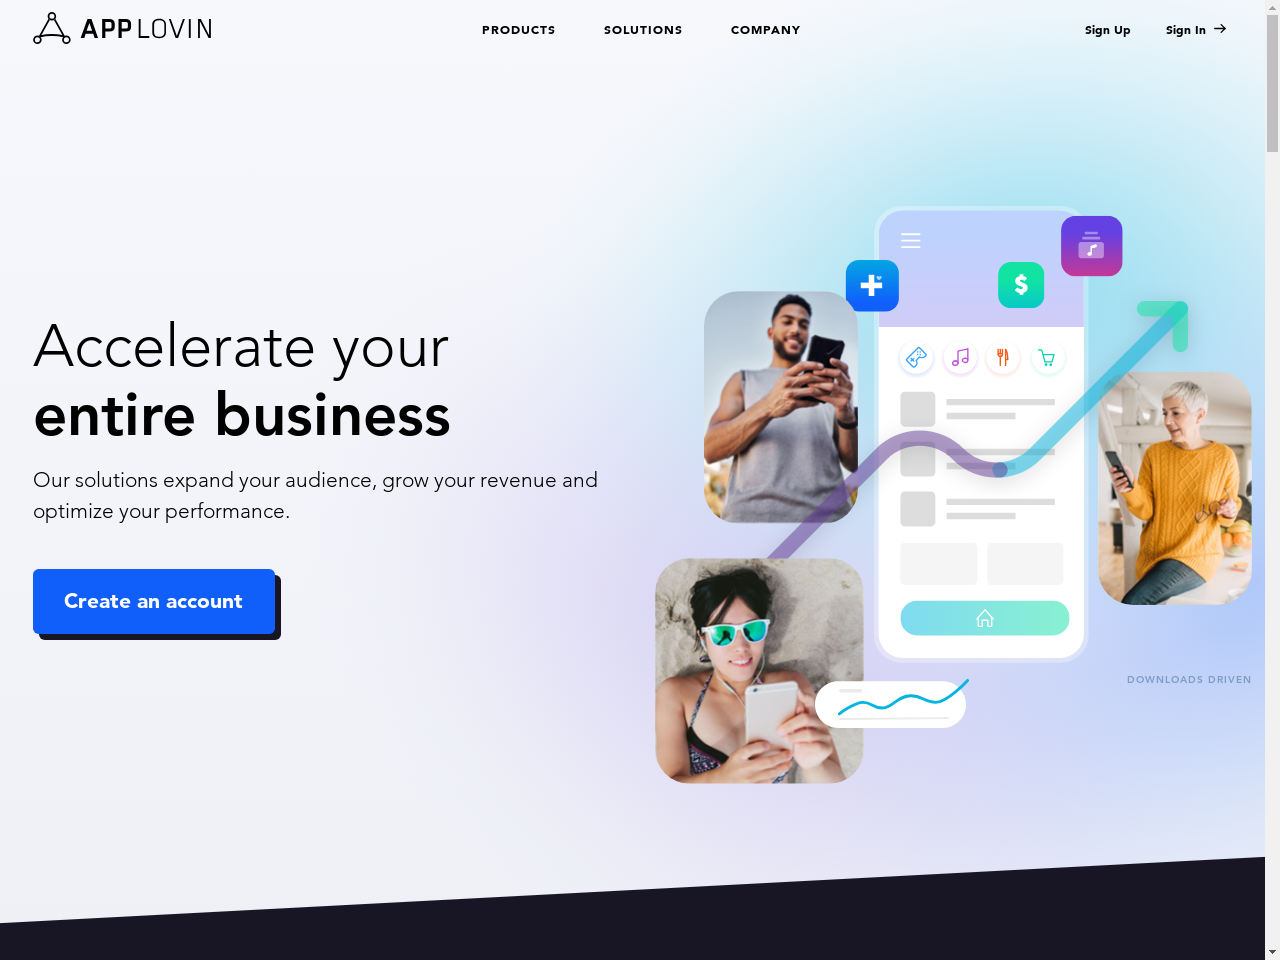 APPLOVIN
PRODUCTS
SOLUTIONS
COMPANY
Sign Up
Sign In
Accelerate your
entire business
Our solutions expand your audience, grow your revenue and
optimize your performance.
Create an account
$
DOWNLOADS DRIVEN